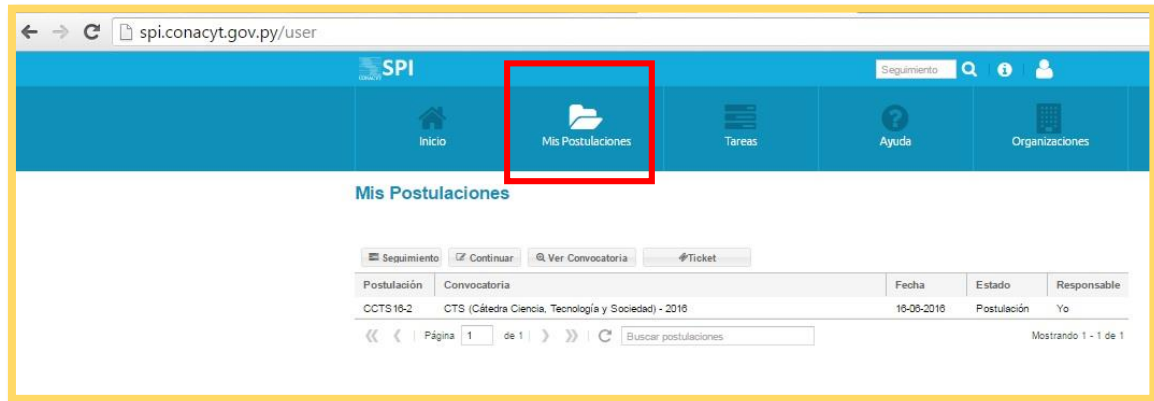 spi.conacyt.gov.py/user
CONACYT SPI Seguimiento
Inicio Mis Postulaciones Tareas Ayuda Organizaciones
Mis Postulaciones
Seguimiento Continuar Ver Convocatoria Ticket
Postulación Convocatoria Fecha Estado Responsable
CCTS16-2 CTS (Cátedra Ciencia, Tecnología y Sociedad) - 2016 16-06-2016 Postulación Yo
Página 1 de 1 Buscar postulaciones Mostrando 1 - 1 de 1